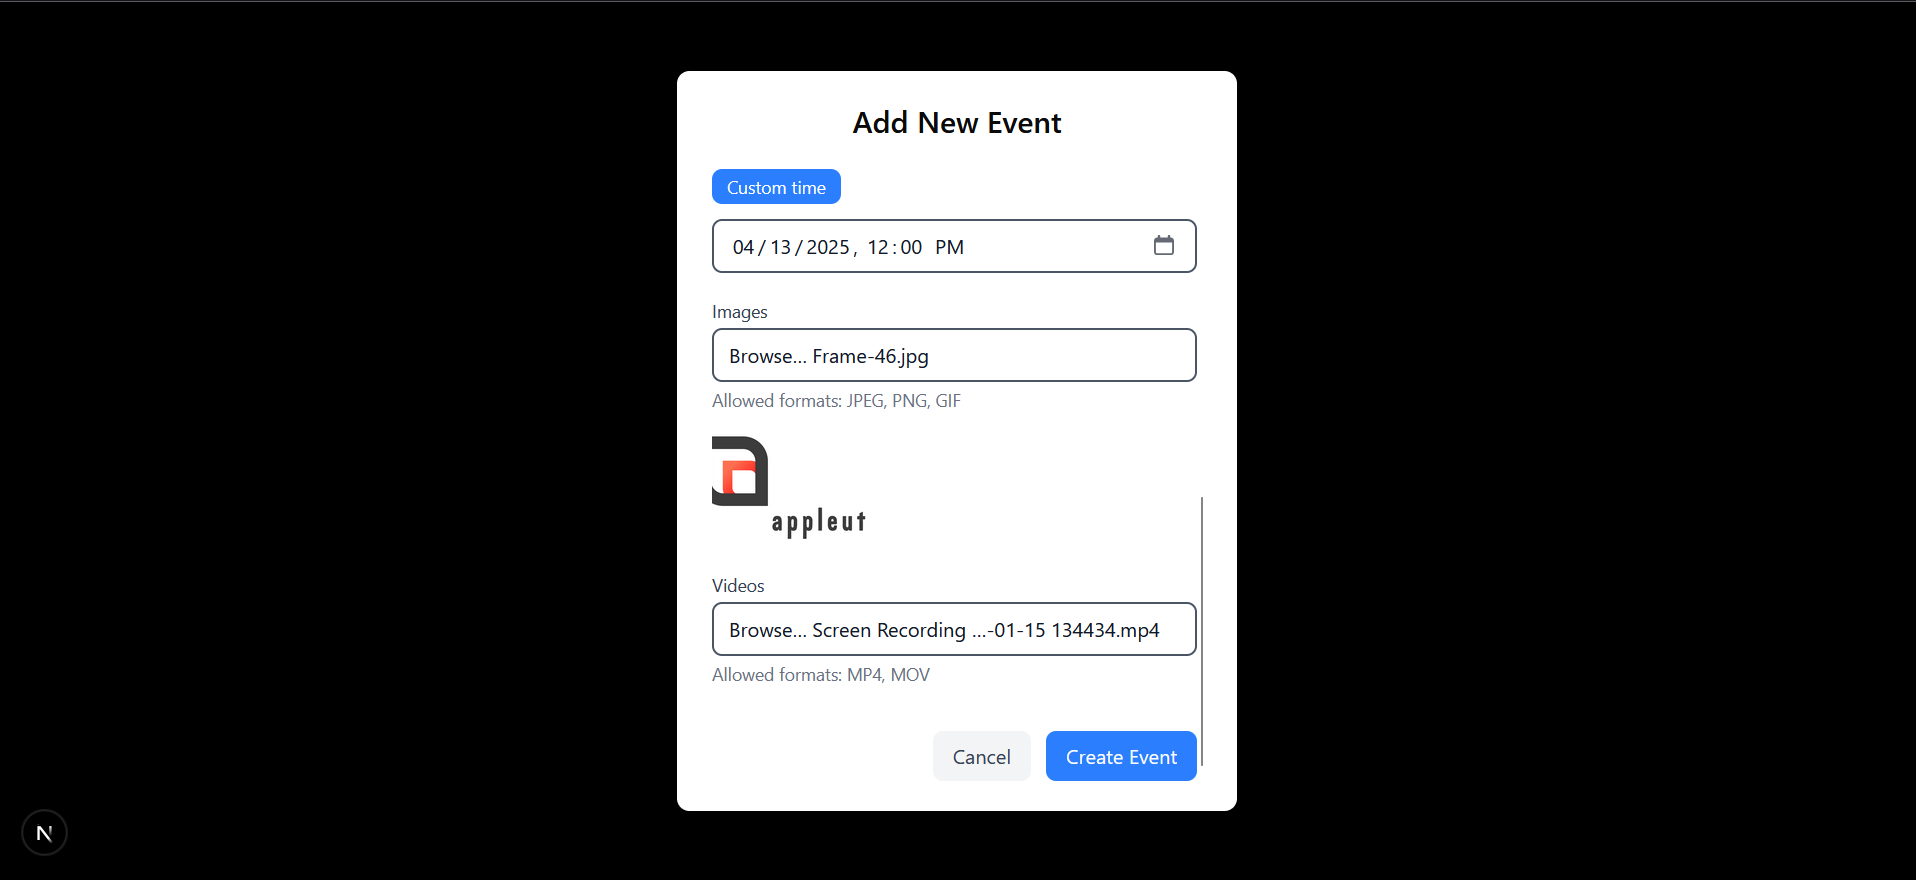 Add New Event
Custom time
04/13/2025, 12:00 PM
Images
Browse... Frame-46.jpg
Allowed formats: JPEG, PNG, GIF
appleut
Videos
Browse... Screen Recording ...-01-15 134434.mp4
Allowed formats: MP4, MOV
Cancel
Create Event
N